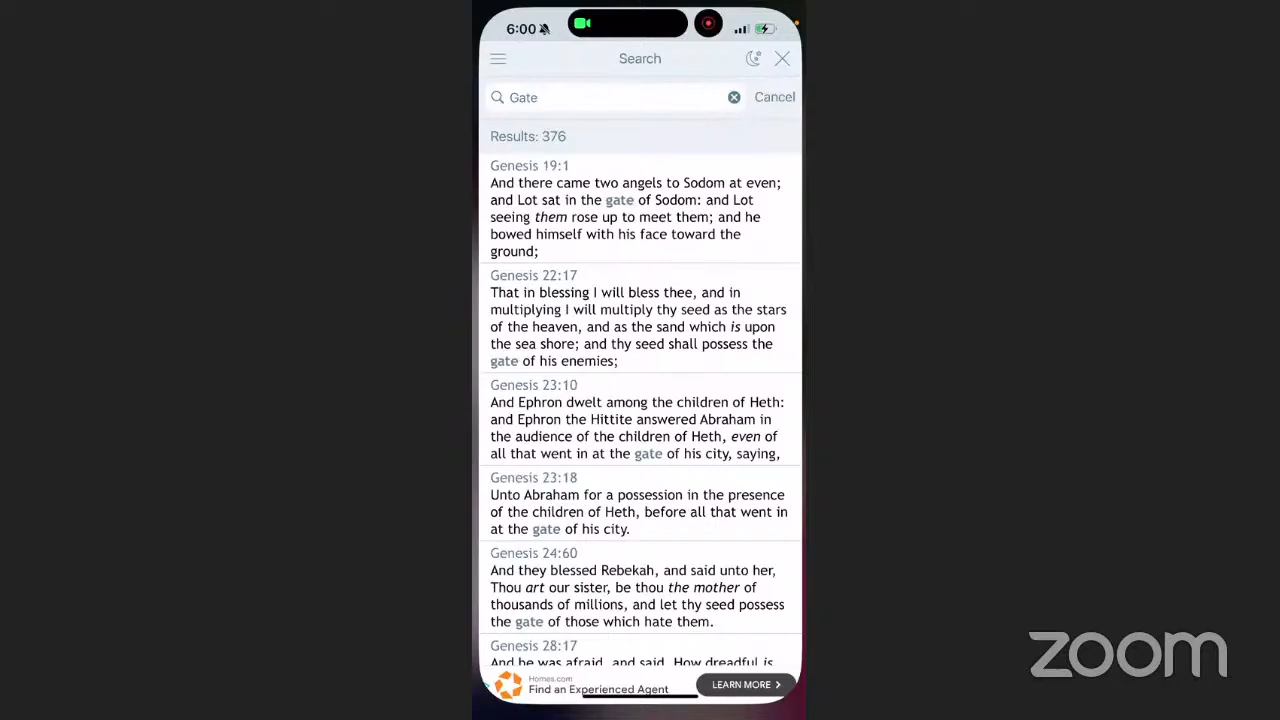 6:00
Search
Gate
Cancel
Results: 376
Genesis 19:1
And there came two angels to Sodom at even;
and Lot sat in the gate of Sodom: and Lot
seeing them rose up to meet them; and he
bowed himself with his face toward the
ground;
Genesis 22:17
That in blessing I will bless thee, and in
multiplying I will multiply thy seed as the stars
of the heaven, and as the sand which is upon
the sea shore; and thy seed shall possess the
gate of his enemies;
Genesis 23:10
And Ephron dwelt among the children of Heth:
and Ephron the Hittite answered Abraham in
the audience of the children of Heth, even of
all that went in at the gate of his city, saying,
Genesis 23:18
Unto Abraham for a possession in the presence
of the children of Heth, before all that went in
at the gate of his city.
Genesis 24:60
And they blessed Rebekah, and said unto her,
Thou art our sister, be thou the mother of
thousands of millions, and let thy seed possess
the gate of those which hate them.
Genesis 28:17
And he was afraid, and said, How dreadful is
Homes.com
Find an Experienced Agent
LEARN MORE >
zoom